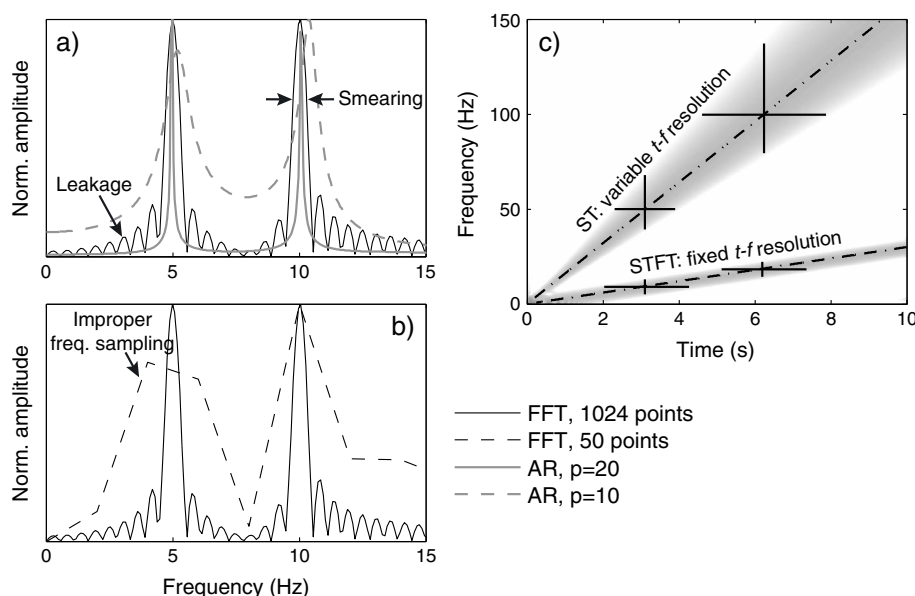 a)
Norm. amplitude
Smearing
Leakage
0 5 10 15
b)
Improper
freq. sampling
Norm. amplitude
0 5 10 15
Frequency (Hz)
c)
150
100
50
0
Frequency (Hz)
ST: variable t-f resolution
STFT: fixed t-f resolution
0 2 4 6 8 10
Time (s)
FFT, 1024 points
FFT, 50 points
AR, p=20
AR, p=10